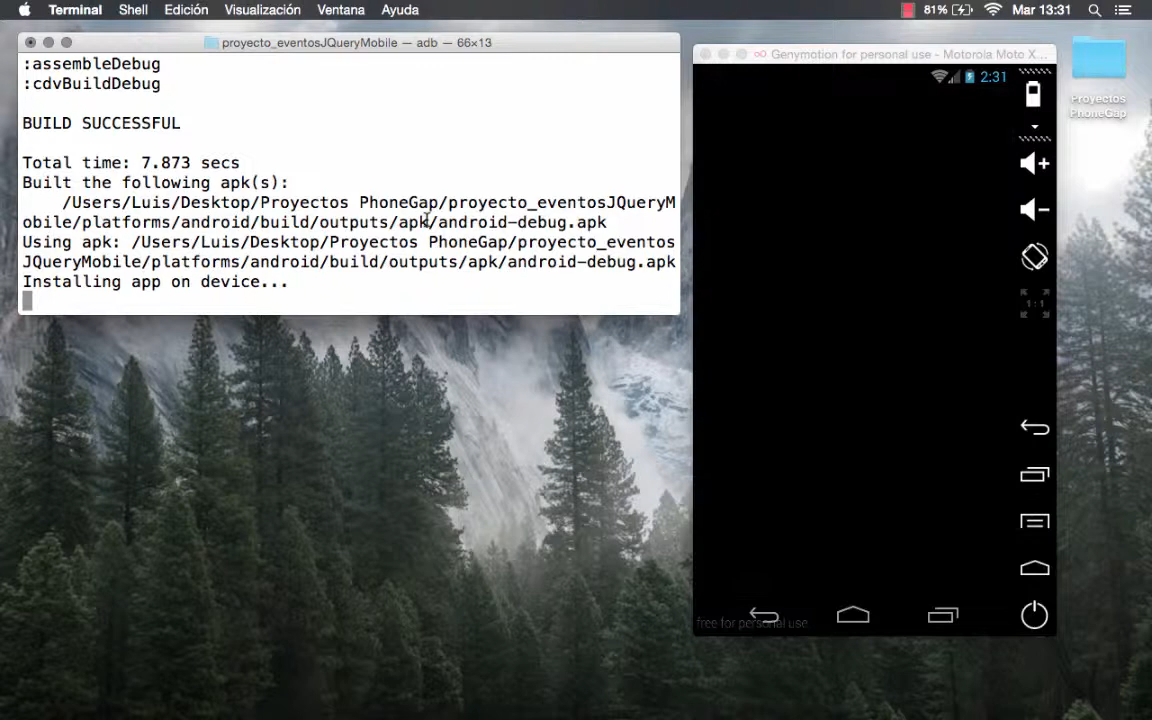 Terminal Shell Edición Visualización Ventana Ayuda 81% Mar 13:31
proyecto_eventosJQueryMobile — adb — 66×13
:assembleDebug
:cdvBuildDebug
BUILD SUCCESSFUL
Total time: 7.873 secs
Built the following apk(s):
/Users/Luis/Desktop/Proyectos PhoneGap/proyecto_eventosJQueryM
obile/platforms/android/build/outputs/apk/android-debug.apk
Using apk: /Users/Luis/Desktop/Proyectos PhoneGap/proyecto_eventos
JQueryMobile/platforms/android/build/outputs/apk/android-debug.apk
Installing app on device...
Genymotion for personal use - Motorola Moto X...
2:31
1:1
free for personal use
Proyectos
PhoneGap